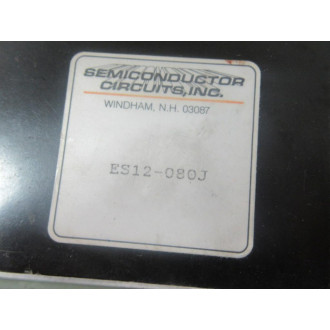 SEMICONDUCTOR
CIRCUITS, INC.
WINDHAM, N.H. 03087
ES12-080J